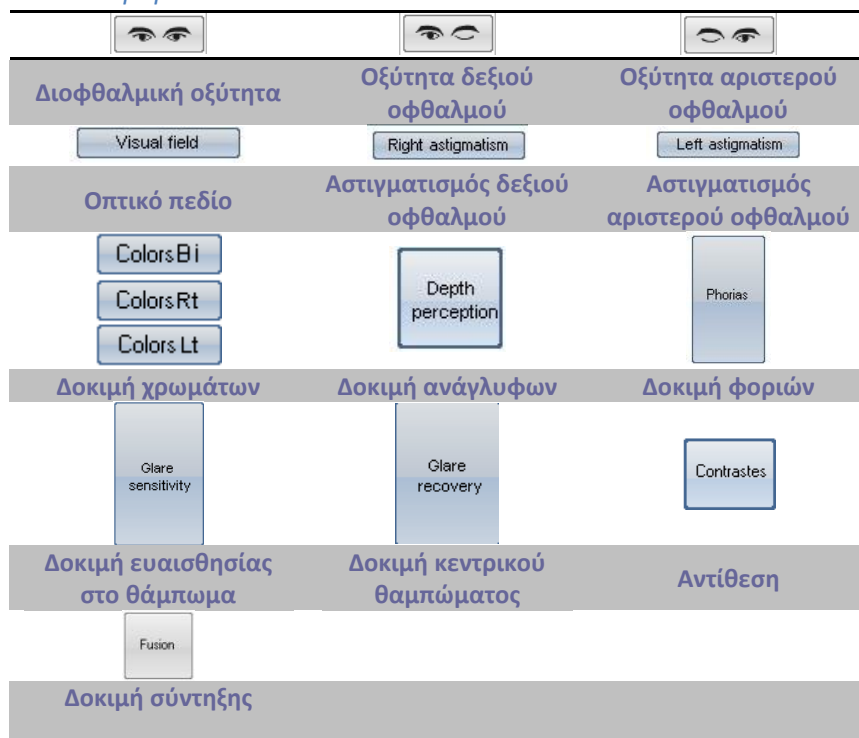 Διοφθαλμική οξύτητα
Οξύτητα δεξιού
οφθαλμού
Οξύτητα αριστερού
οφθαλμού
Visual field
Right astigmatism
Left astigmatism
Οπτικό πεδίο
Αστιγματισμός δεξιού
οφθαλμού
Αστιγματισμός
αριστερού οφθαλμού
Colors Bi
Colors Rt
Colors Lt
Depth
perception
Phorias
Δοκιμή χρωμάτων
Δοκιμή ανάγλυφων
Δοκιμή φοριών
Glare
sensitivity
Glare
recovery
Contrastes
Δοκιμή ευαισθησίας
στο θάμπωμα
Δοκιμή κεντρικού
θαμπώματος
Αντίθεση
Fusion
Δοκιμή σύντηξης